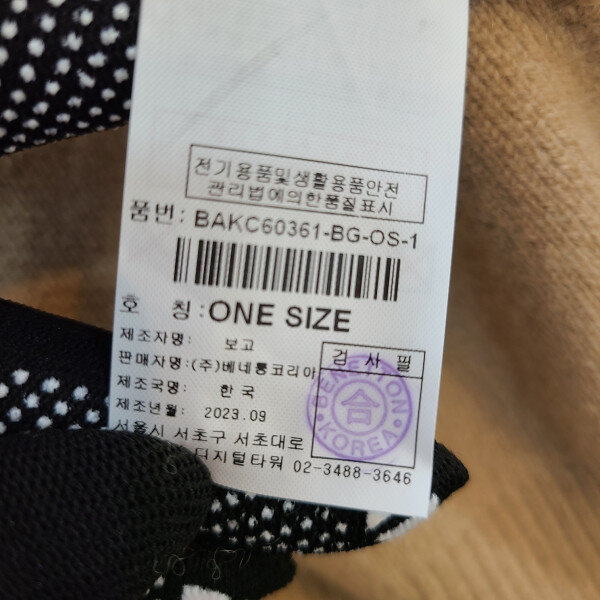 전기용품및생활용품안전
관리법에의한품질표시
품번: BAKC60361-BG-OS-1
호 칭: ONE SIZE
제조자명: 보고
판매자명:(주)베네통코리아
제조국명: 한국
제조년월: 2023.09
검 사 필
BENETTON
合
KOREA
서울시 서초구 서초대로
딘지털타워 02-3488-3646